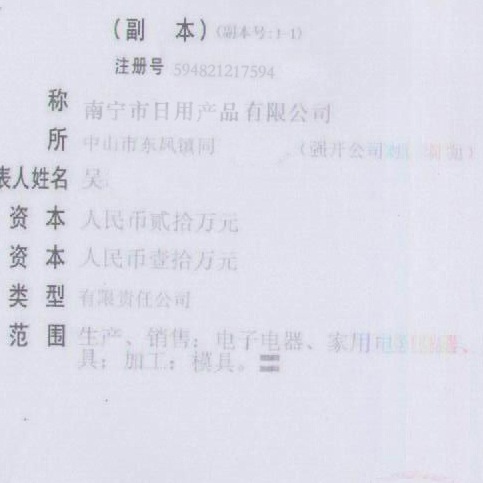 （副 本）（副本号:1-1）
注册号 594821217594
称 南宁市日用产品有限公司
所 中山市东凤镇同 （强开公司
表人姓名 吴
资本 人民币贰拾万元
资本 人民币壹拾万元
类型 有限责任公司
范围 生产、销售：电子电器、家用电器
具；加工：模具。